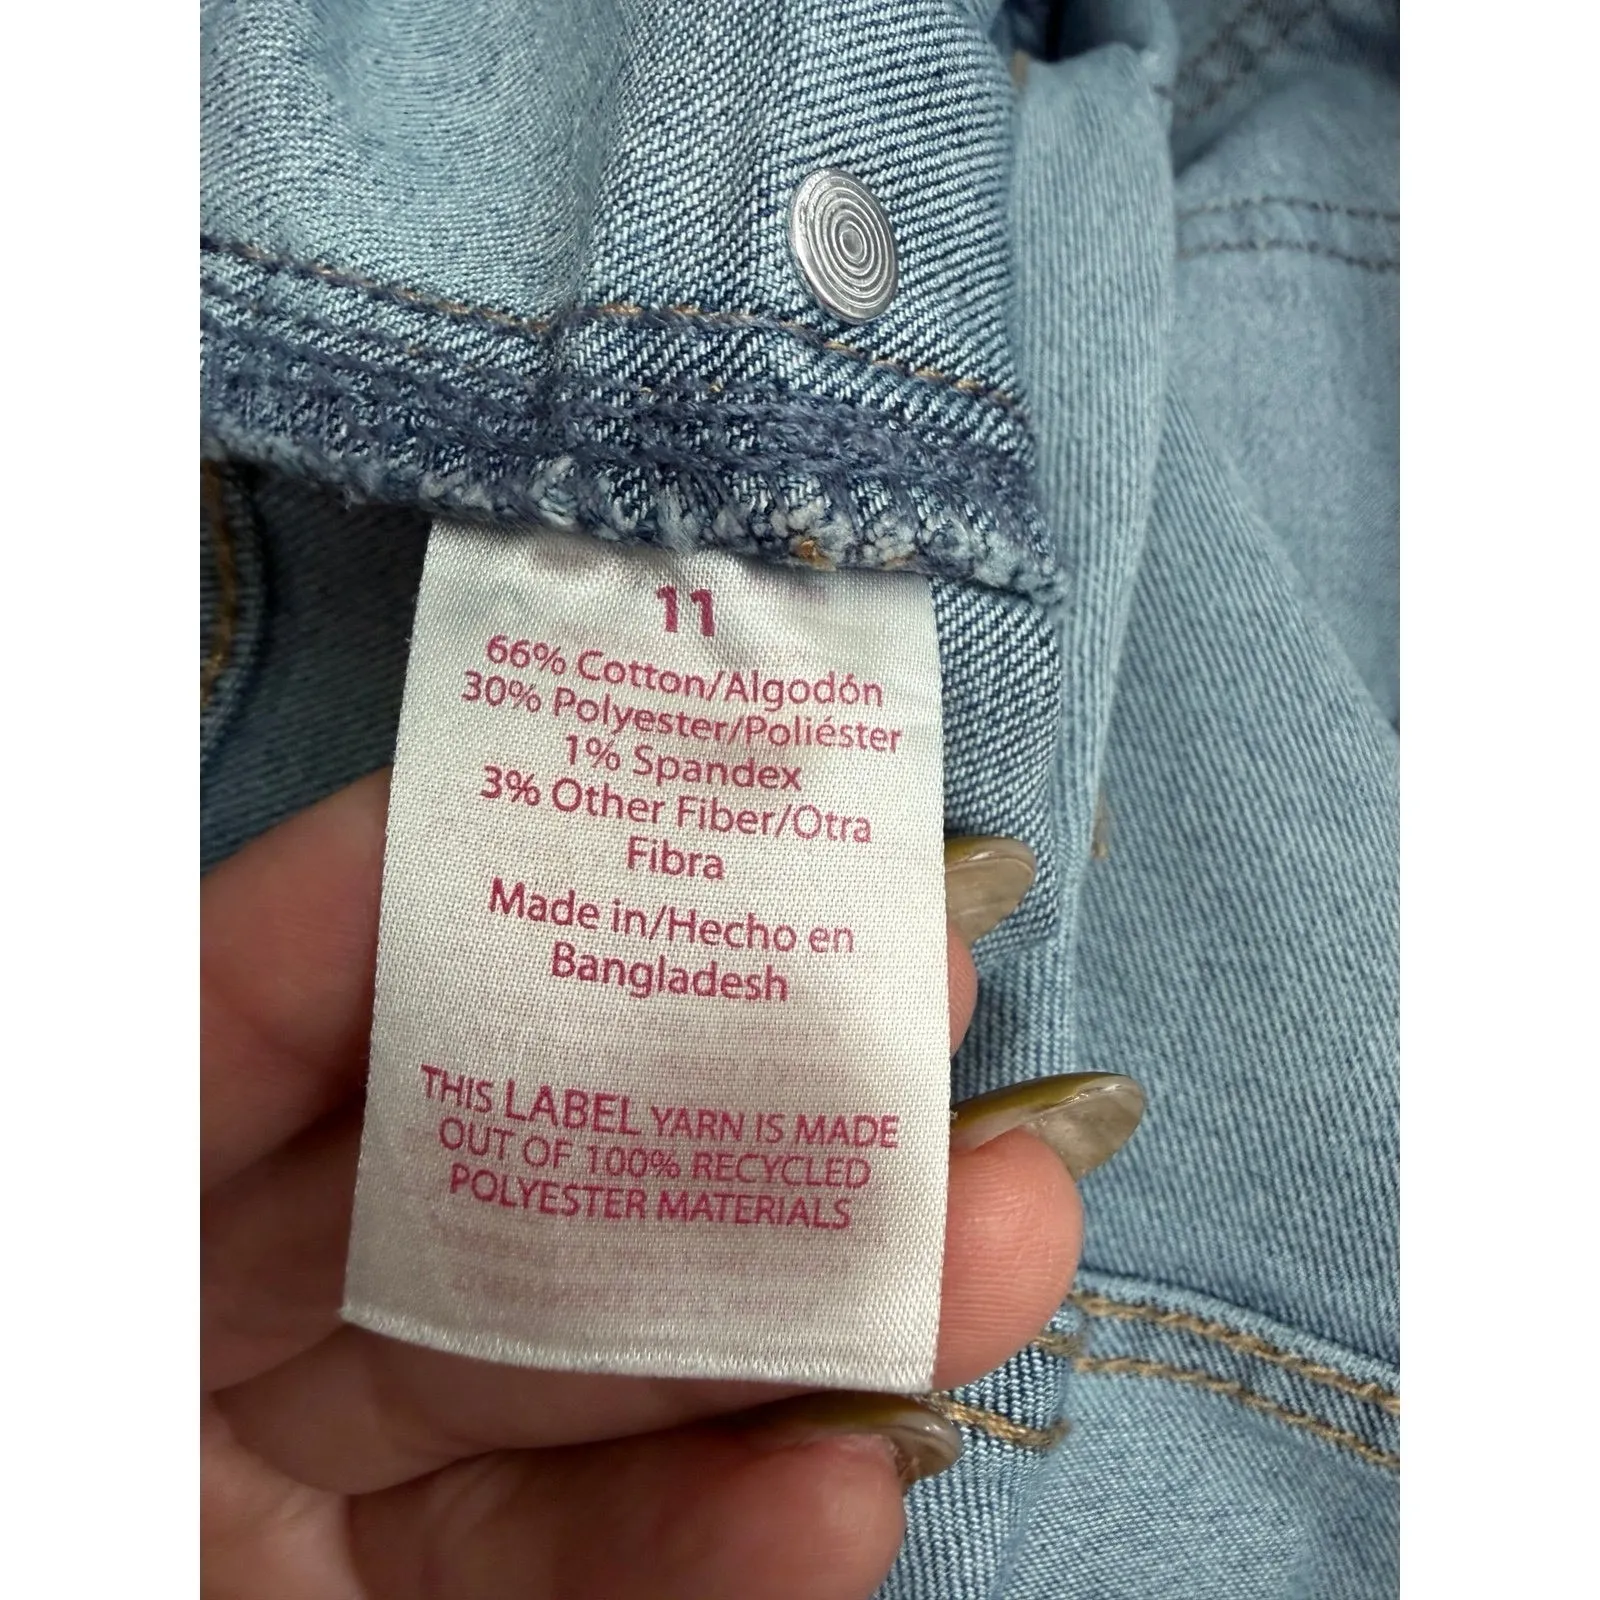 11
66% Cotton/Algodón
30% Polyester/Poliéster
1% Spandex
3% Other Fiber/Otra
Fibra
Made in/Hecho en
Bangladesh
THIS LABEL YARN IS MADE
OUT OF 100% RECYCLED
POLYESTER MATERIALS